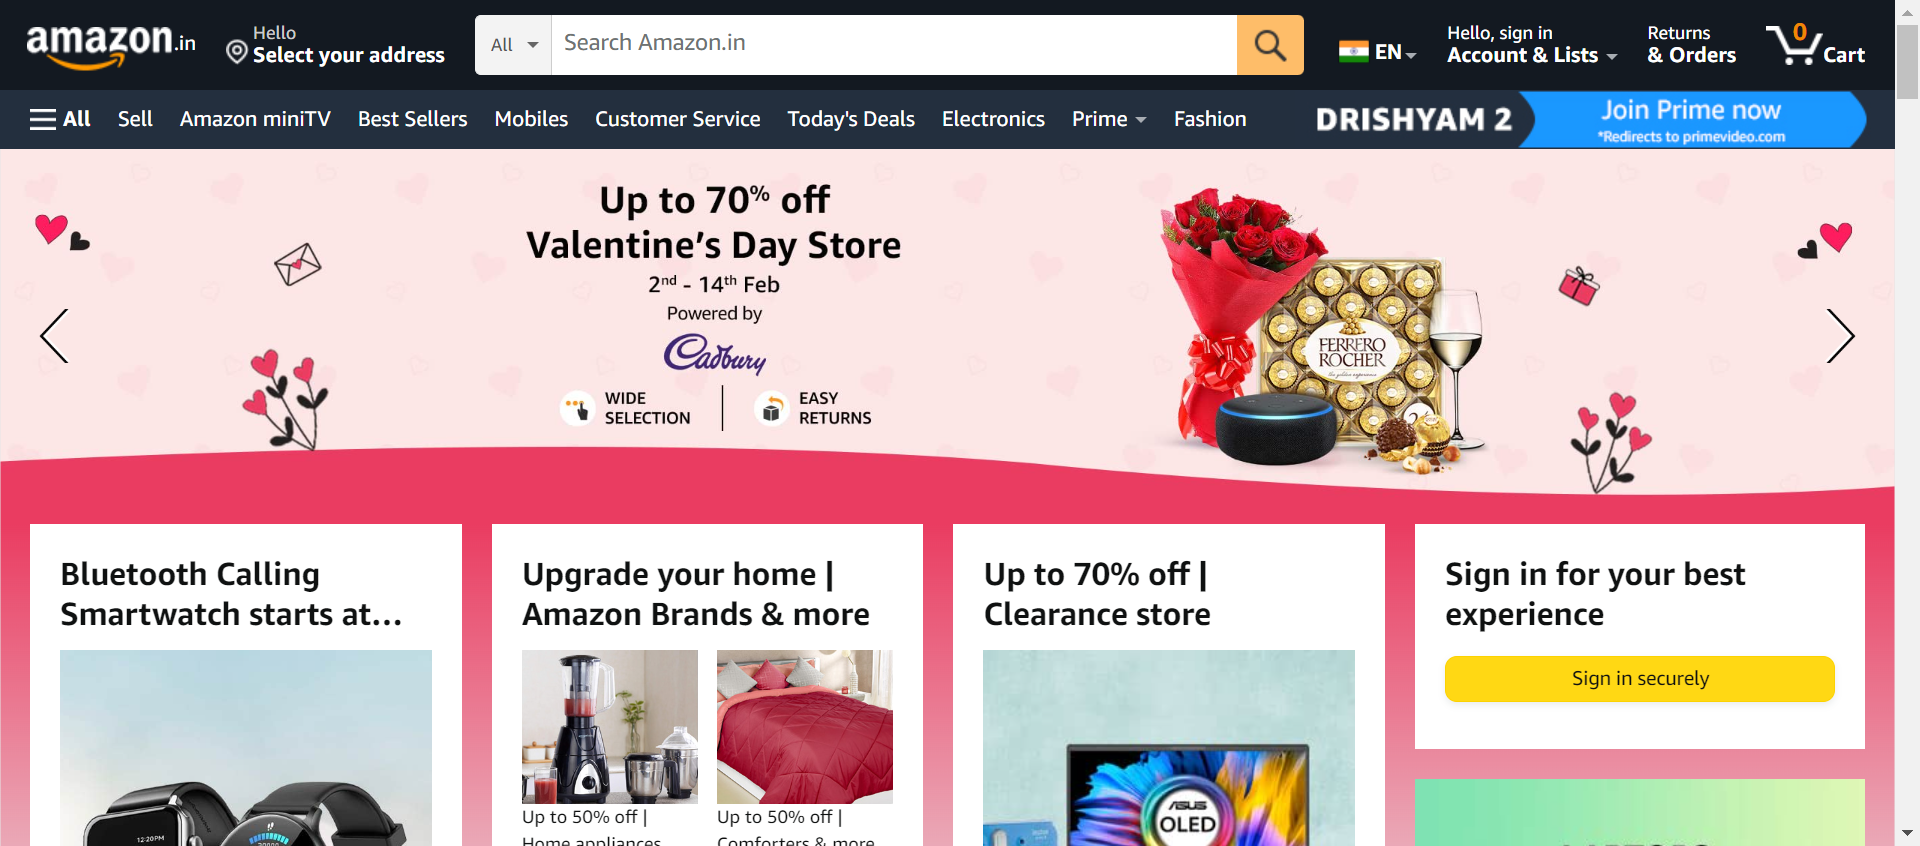 amazon.in
Hello
Select your address
All
Search Amazon.in
EN
Hello, sign in
Account & Lists
Returns
& Orders
0
Cart
All
Sell
Amazon miniTV
Best Sellers
Mobiles
Customer Service
Today's Deals
Electronics
Prime
Fashion
DRISHYAM 2
Join Prime now
*Redirects to primevideo.com
Up to 70% off
Valentine's Day Store
2nd - 14th Feb
Powered by
Cadbury
WIDE
SELECTION
EASY
RETURNS
FERRERO
ROCHER
Bluetooth Calling
Smartwatch starts at...
12:20PM
Upgrade your home |
Amazon Brands & more
Up to 50% off |
Home appliances
Up to 50% off |
Comforters & more
Up to 70% off |
Clearance store
ASUS
OLED
Sign in for your best
experience
Sign in securely